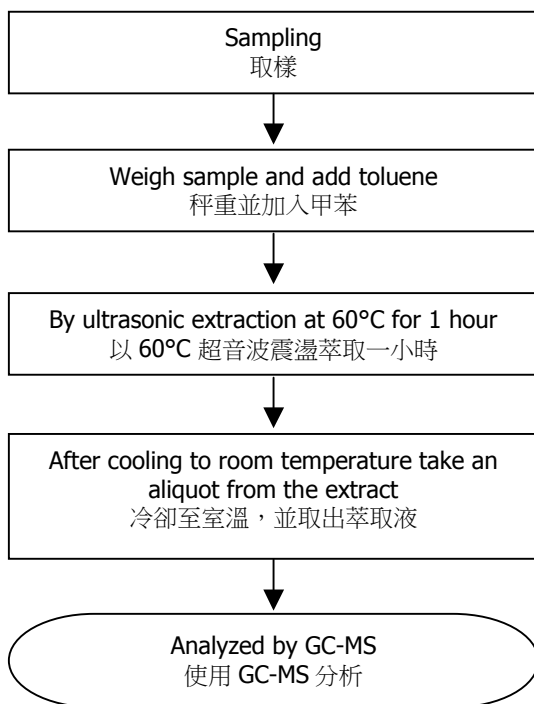 Sampling
取樣
Weigh sample and add toluene
秤重並加入甲苯
By ultrasonic extraction at 60°C for 1 hour
以 60°C 超音波震盪萃取一小時
After cooling to room temperature take an
aliquot from the extract
冷卻至室溫，並取出萃取液
Analyzed by GC-MS
使用 GC-MS 分析